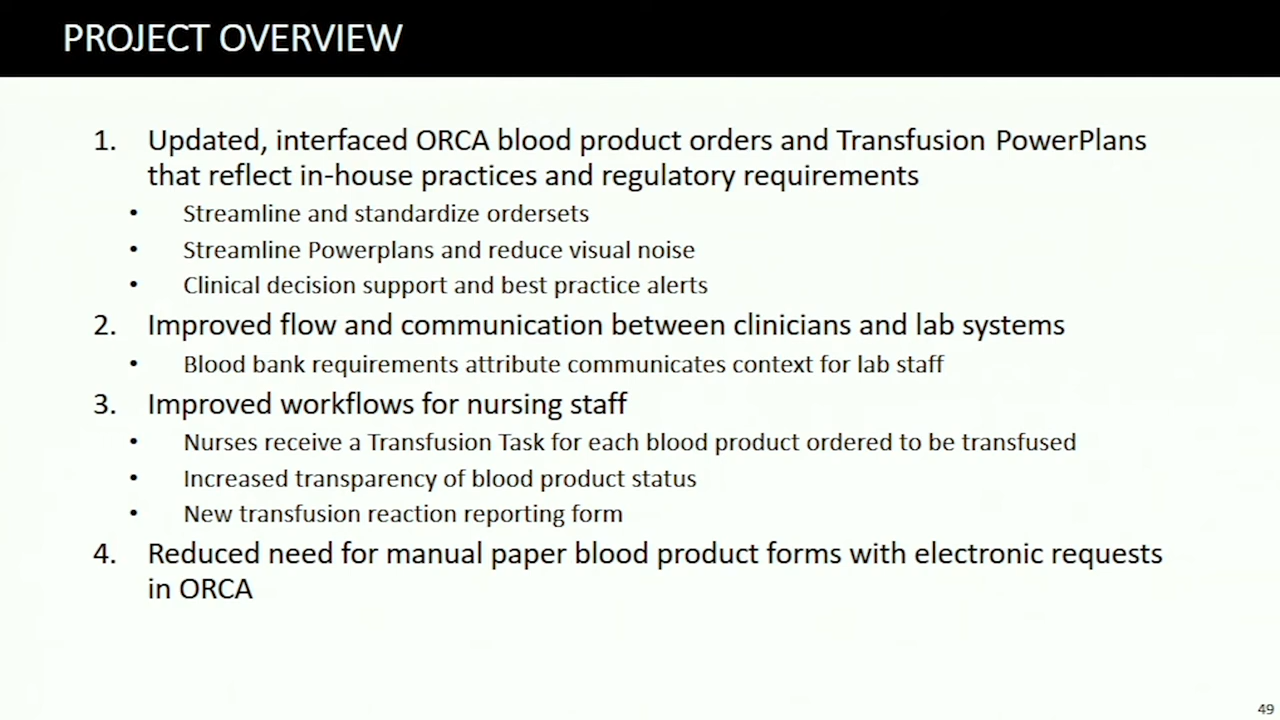 PROJECT OVERVIEW
1. Updated, interfaced ORCA blood product orders and Transfusion PowerPlans
that reflect in-house practices and regulatory requirements
• Streamline and standardize ordersets
• Streamline Powerplans and reduce visual noise
• Clinical decision support and best practice alerts
2. Improved flow and communication between clinicians and lab systems
• Blood bank requirements attribute communicates context for lab staff
3. Improved workflows for nursing staff
• Nurses receive a Transfusion Task for each blood product ordered to be transfused
• Increased transparency of blood product status
• New transfusion reaction reporting form
4. Reduced need for manual paper blood product forms with electronic requests
in ORCA
49